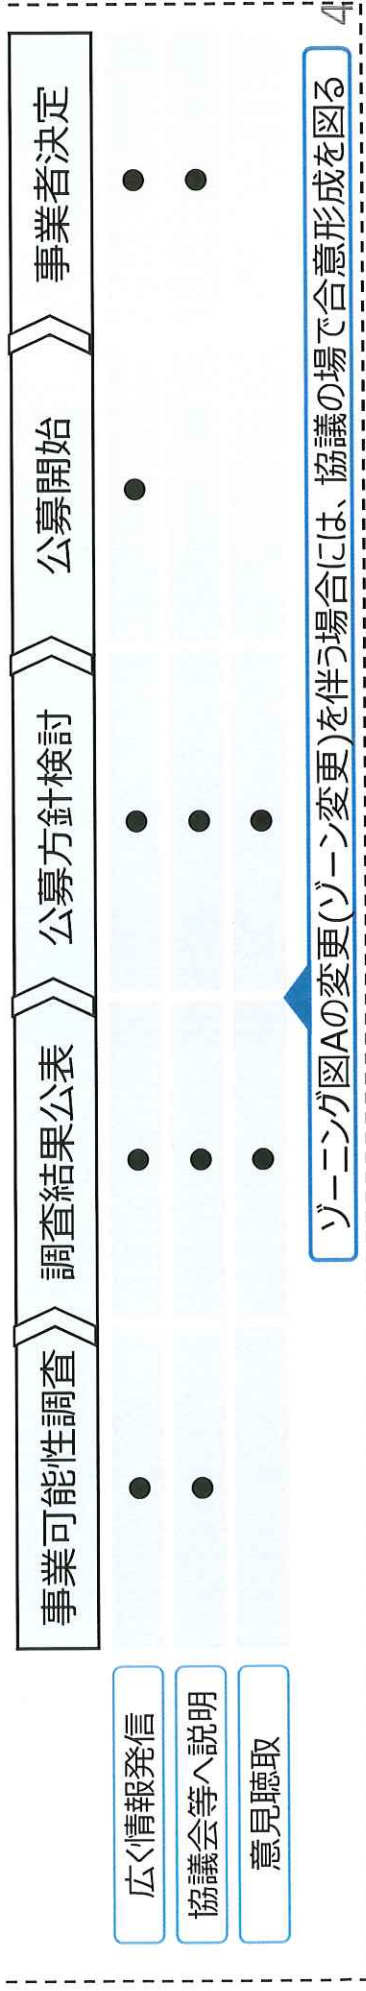 事業可能性調査
調査結果公表
公募方針検討
公募開始
事業者決定
広く情報発信 ● ● ● ● ●
協議会等へ説明 ● ● ● ●
意見聴取 ● ●
ゾーニング図Aの変更(ゾーン変更)を伴う場合には、協議の場で合意形成を図る
4